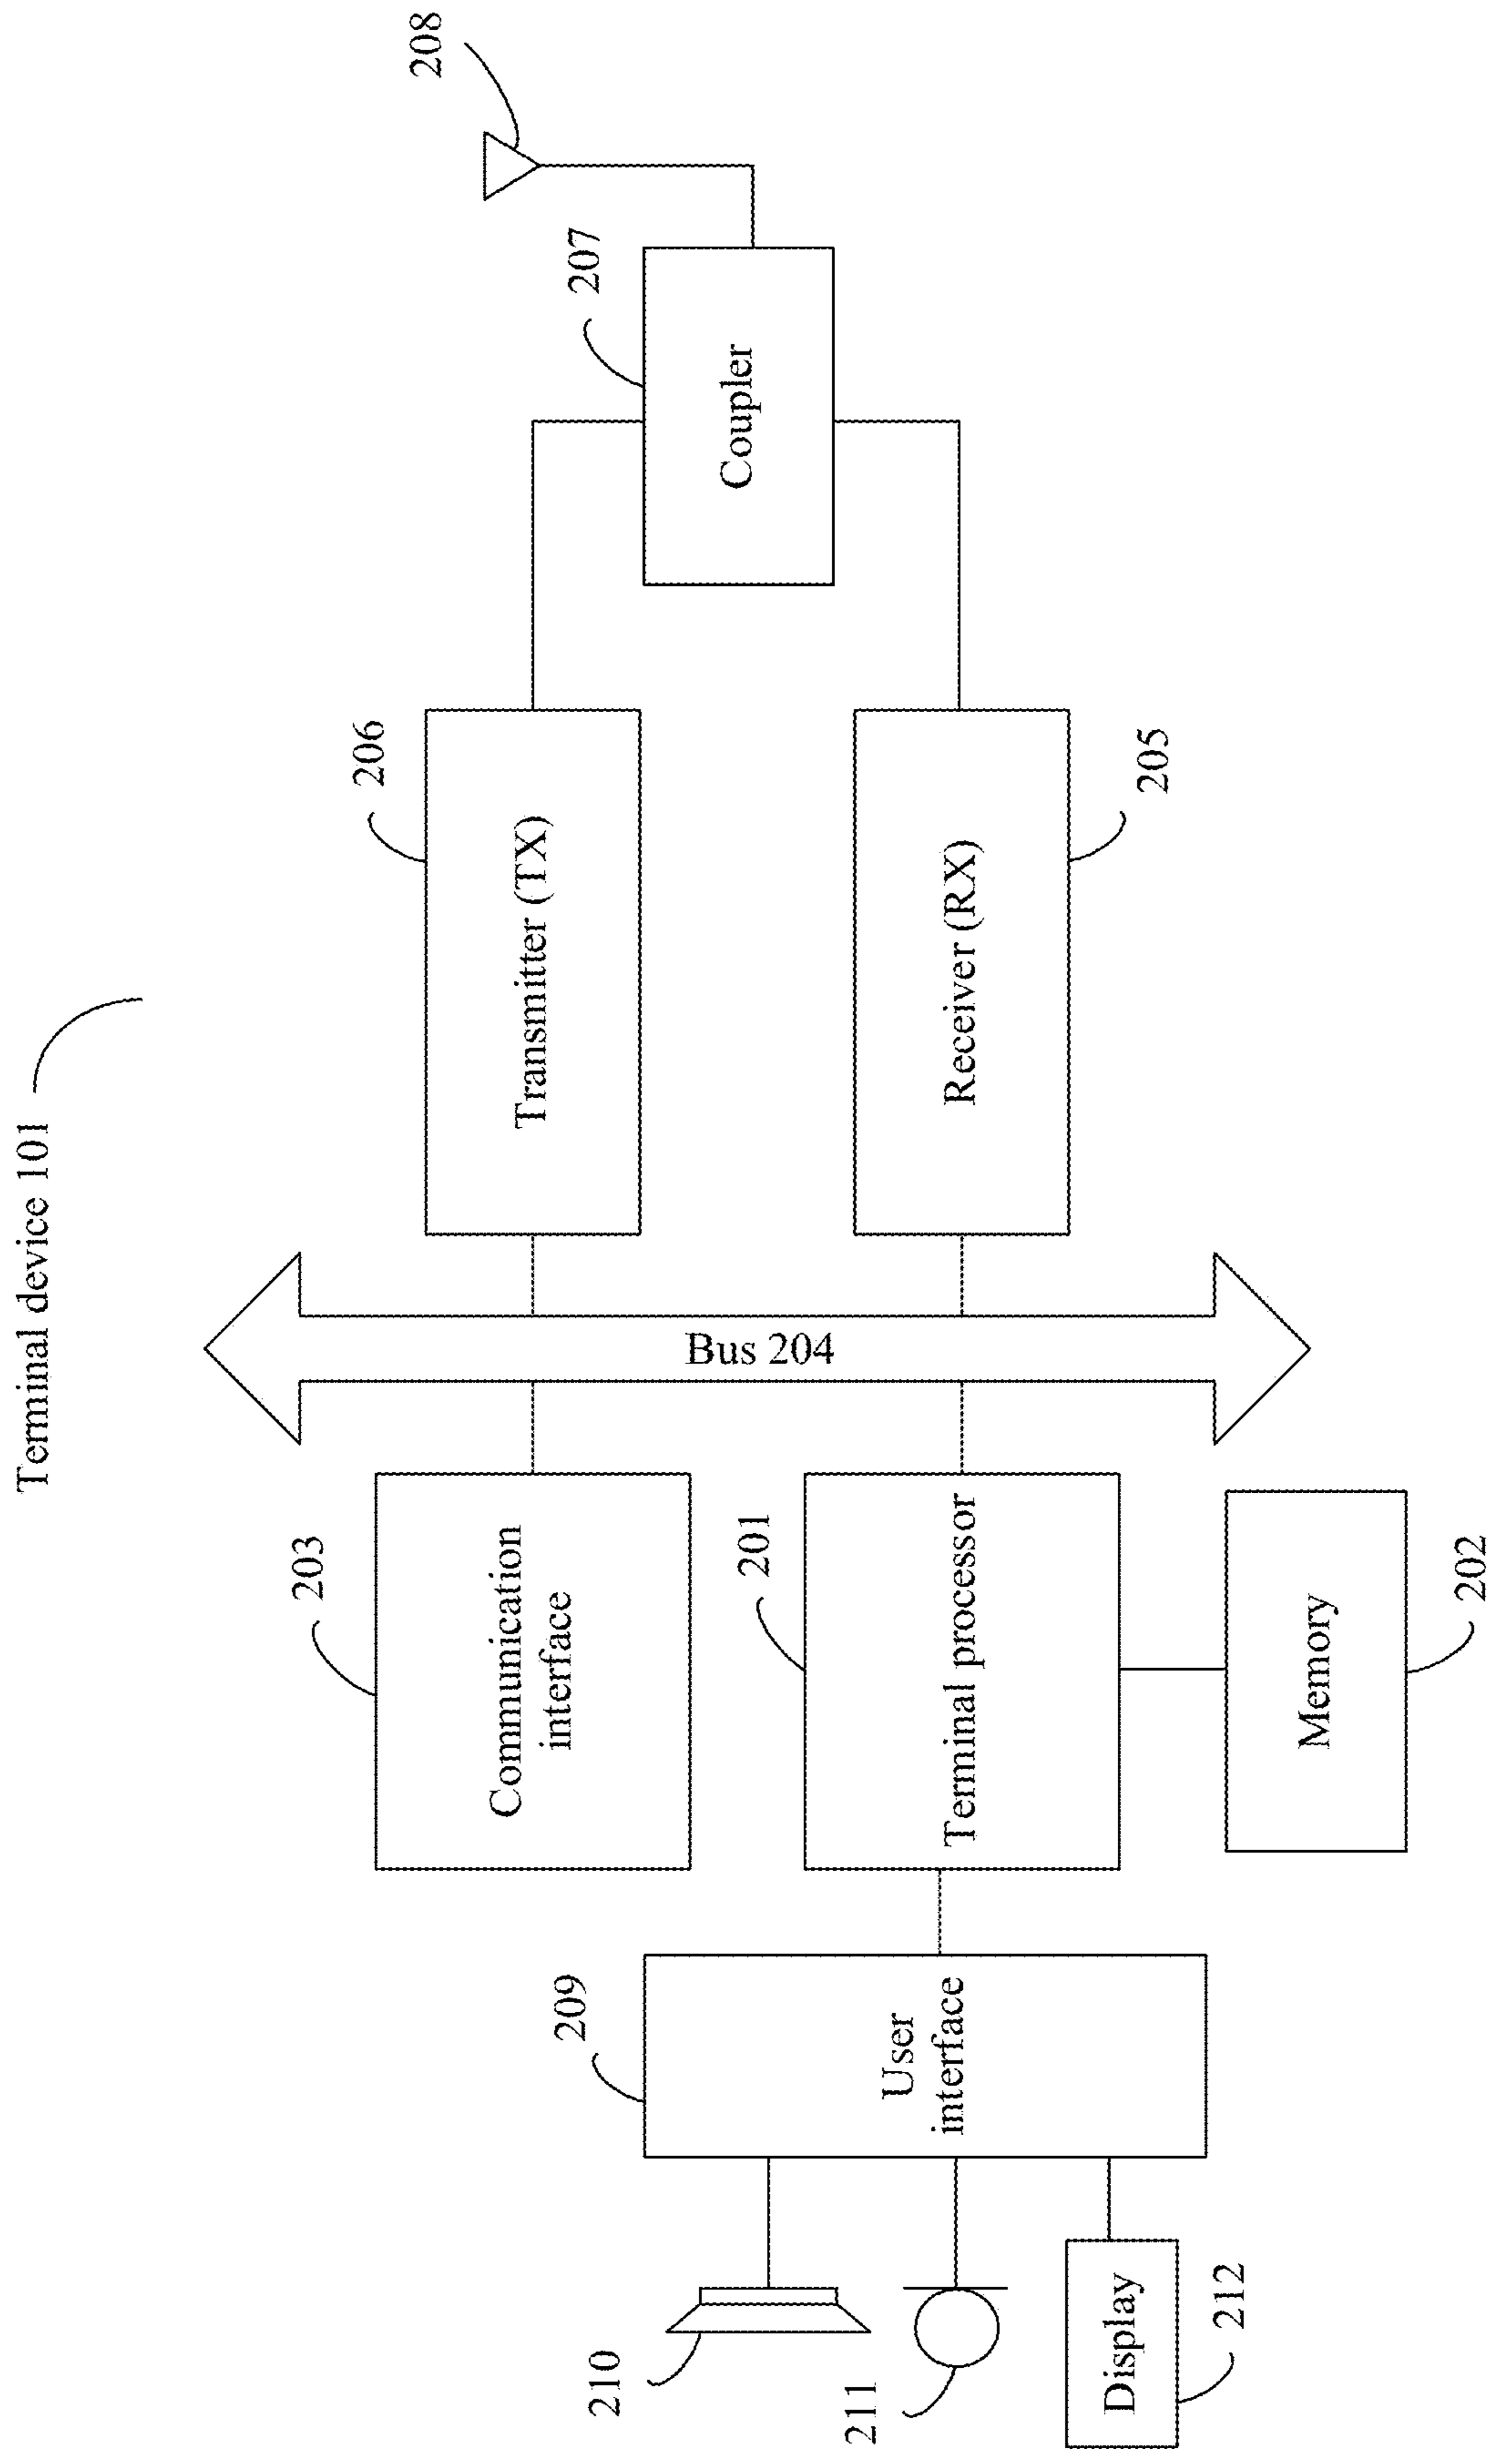 Terminal device 101
210
211
Display
212
209
User
interface
203
Communication
interface
201
Terminal processor
Memory
202
Bus 204
206
Transmitter (TX)
Receiver (RX)
205
207
Coupler
208